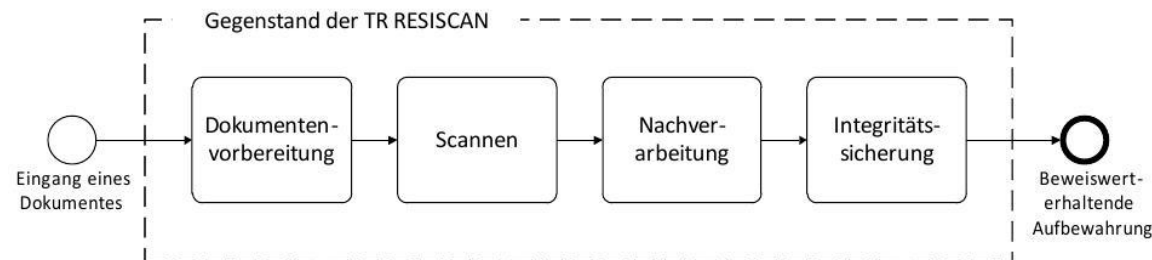 Gegenstand der TR RESISCAN
Eingang eines
Dokumentes
Dokumenten-
vorbereitung
Scannen
Nachver-
arbeitung
Integritäts-
sicherung
Beweiswert-
erhaltende
Aufbewahrung